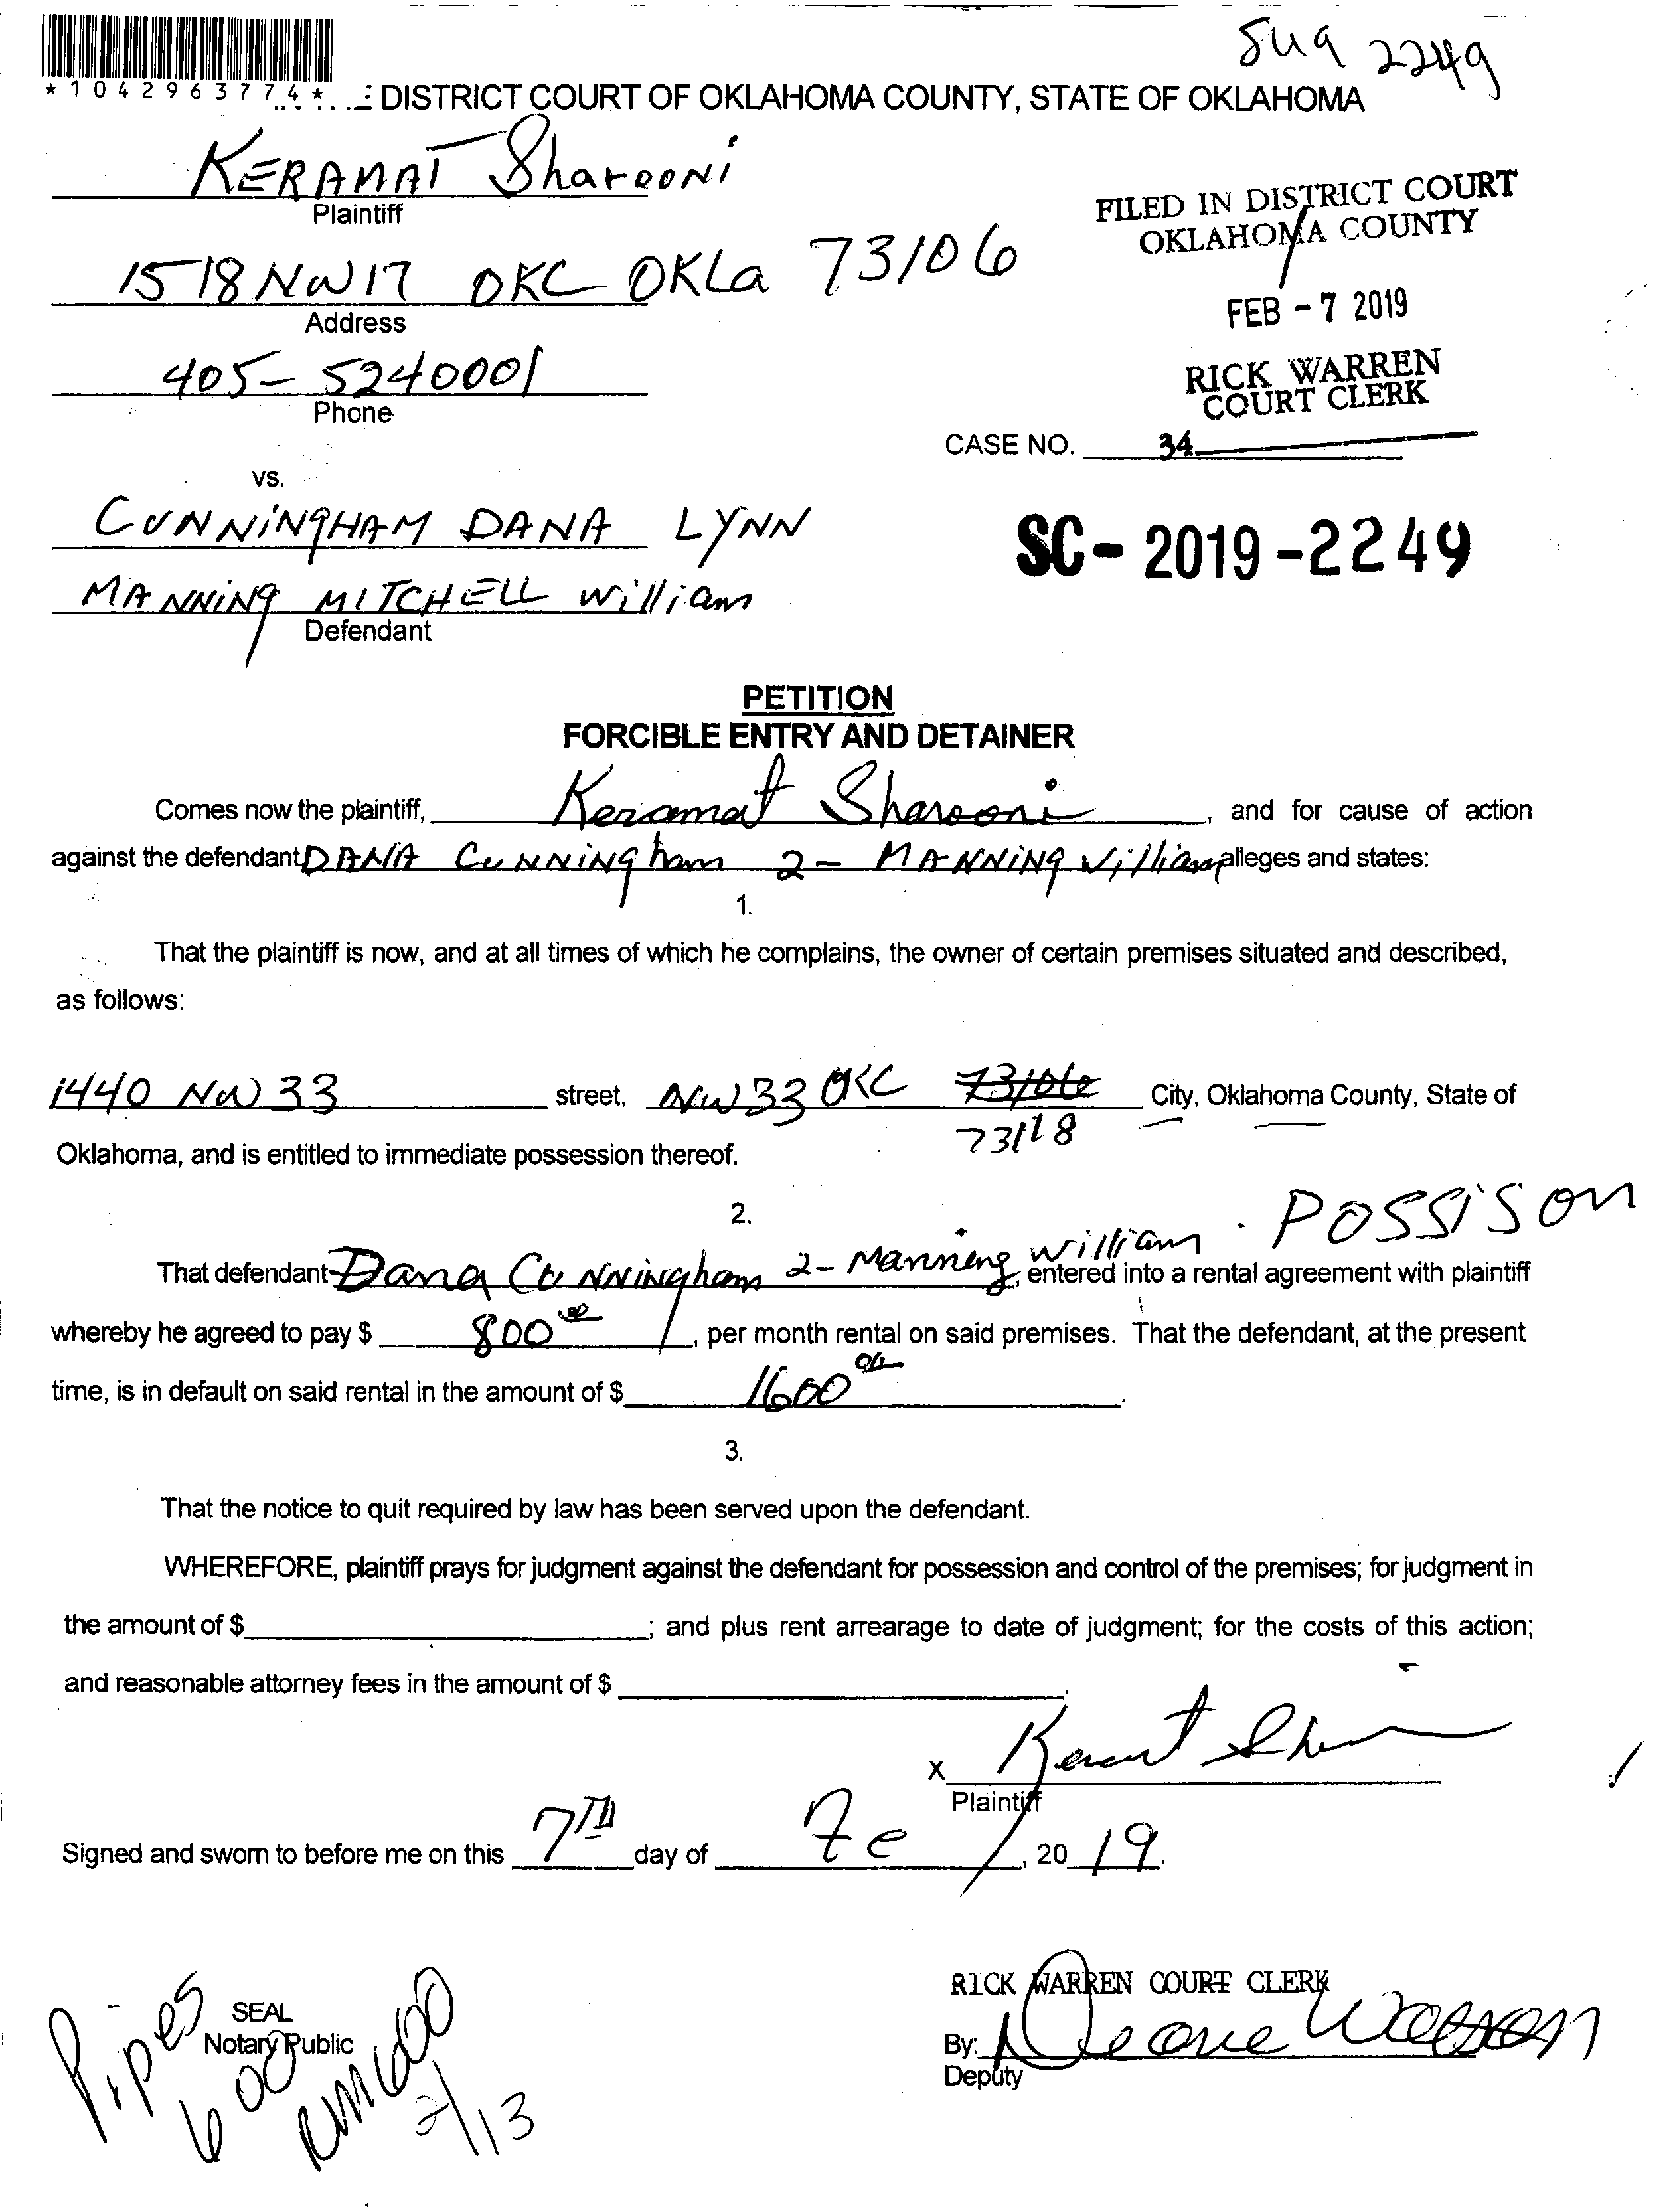 Sug 2249
*1042963774*
DISTRICT COURT OF OKLAHOMA COUNTY, STATE OF OKLAHOMA
KERAMAT Sharooni
Plaintiff
FILED IN DISTRICT COURT
OKLAHOMA COUNTY
1518 NW 17 OKC OKLa 73106
Address
FEB - 7 2019
405- 5240001
Phone
RICK WARREN
COURT CLERK
CASE NO. 34
vs.
CUNNINgHAM DANA LYNN
SC- 2019 -2249
MANNiNg MITCHELL William
Defendant
PETITION
FORCIBLE ENTRY AND DETAINER
Comes now the plaintiff, Keramat Sharooni, and for cause of action
against the defendant DANA CuNNiNgham 2- MANNiNg William alleges and states:
1.
That the plaintiff is now, and at all times of which he complains, the owner of certain premises situated and described,
as follows:
1440 NW 33 street, NW 33 OKC 73106 City, Oklahoma County, State of
73118
Oklahoma, and is entitled to immediate possession thereof.
2.
POSSISON
That defendant Dana CuNNiNgham 2- Manning William, entered into a rental agreement with plaintiff
whereby he agreed to pay $ 800 00, per month rental on said premises. That the defendant, at the present
time, is in default on said rental in the amount of $ 1600 00.
3.
That the notice to quit required by law has been served upon the defendant.
WHEREFORE, plaintiff prays for judgment against the defendant for possession and control of the premises; for judgment in
the amount of $ ; and plus rent arrearage to date of judgment; for the costs of this action;
and reasonable attorney fees in the amount of $ .
X
Plaintiff
Signed and sworn to before me on this 7TH day of Fe, 20 19.
RICK WARREN COURT CLERK
By:
Deputy
SEAL
Notary Public
Pipes
600
RM 600
2/13